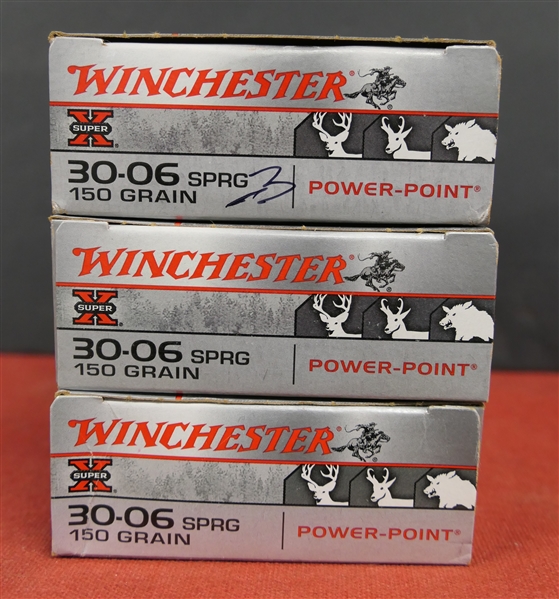 WINCHESTER
SUPER X®
30-06 SPRG
150 GRAIN
POWER-POINT®
WINCHESTER
SUPER X®
30-06 SPRG
150 GRAIN
POWER-POINT®
WINCHESTER
SUPER X®
30-06 SPRG
150 GRAIN
POWER-POINT®